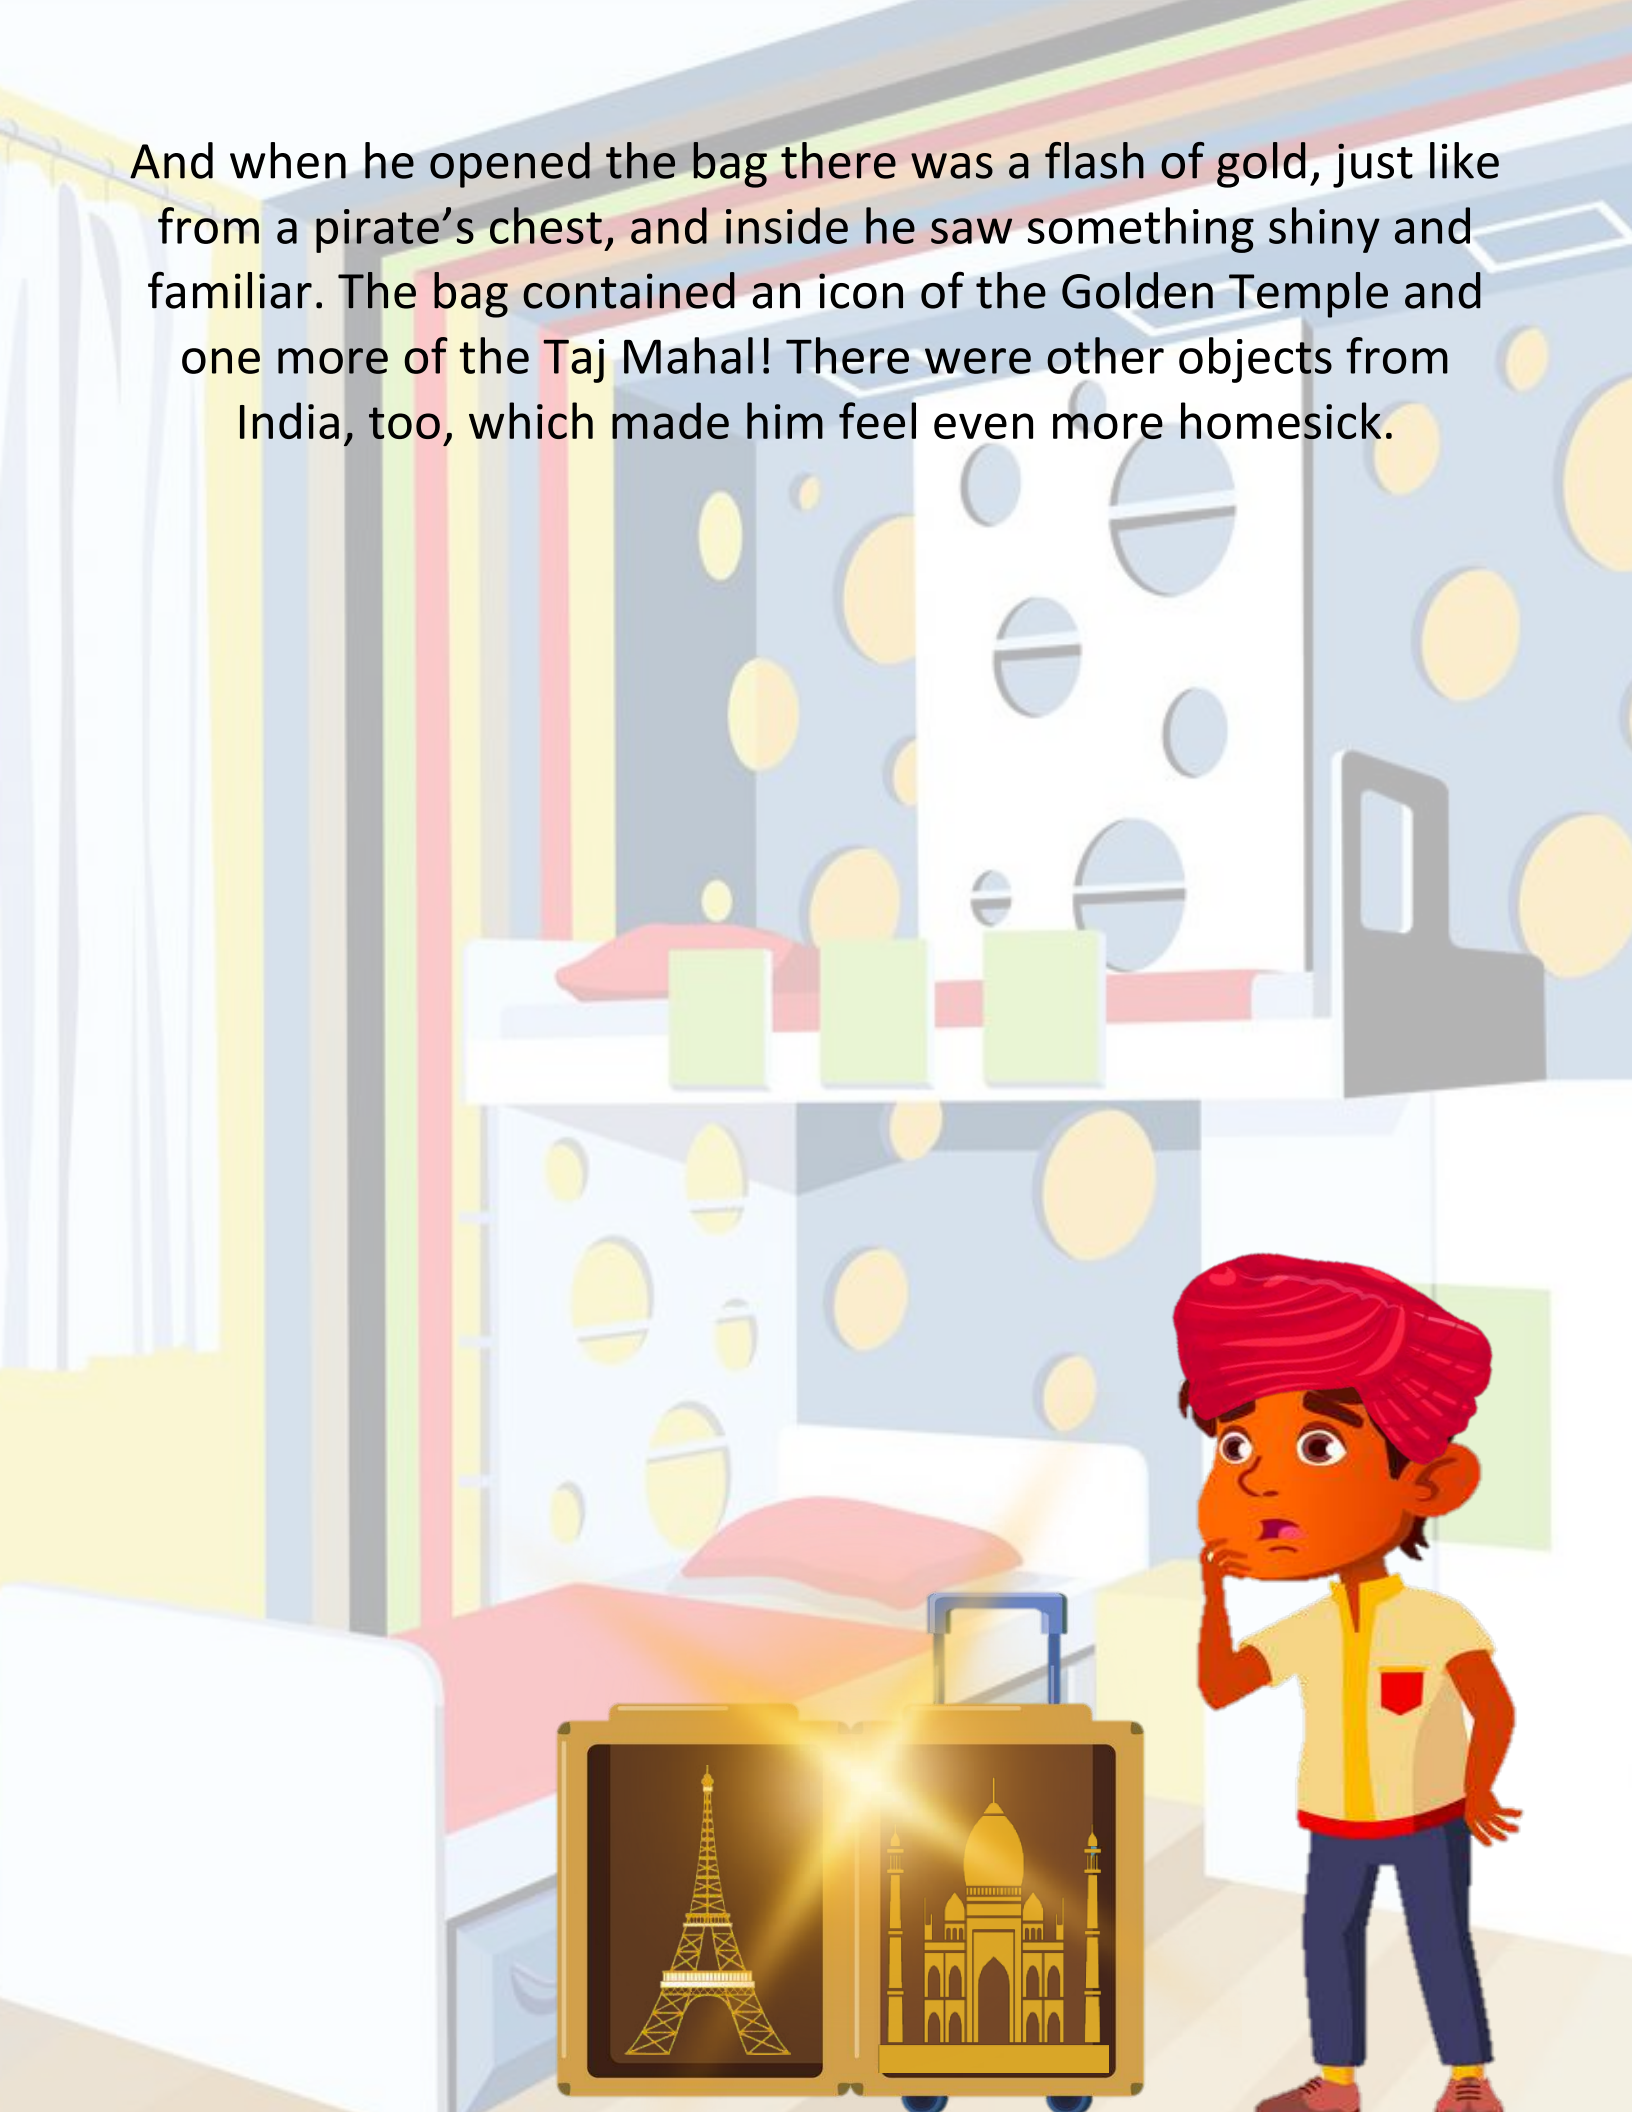 And when he opened the bag there was a flash of gold, just like
from a pirate’s chest, and inside he saw something shiny and
familiar. The bag contained an icon of the Golden Temple and
one more of the Taj Mahal! There were other objects from
India, too, which made him feel even more homesick.